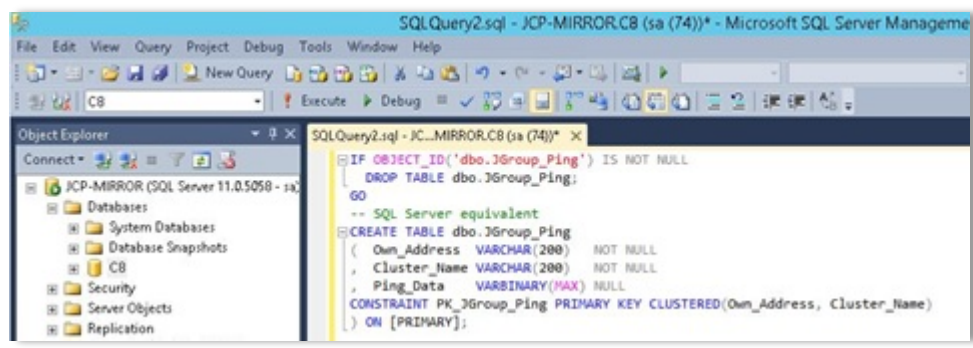 SQLQuery2.sql - JCP-MIRROR.C8 (sa (74))* - Microsoft SQL Server Manageme
File Edit View Query Project Debug Tools Window Help
New Query
C8 Execute Debug
Object Explorer
SQLQuery2.sql - JC...MIRROR.C8 (sa (74))*
Connect
JCP-MIRROR (SQL Server 11.0.5058 - sa)
Databases
System Databases
Database Snapshots
C8
Security
Server Objects
Replication
IF OBJECT_ID('dbo.JGroup_Ping') IS NOT NULL
DROP TABLE dbo.JGroup_Ping;
GO
-- SQL Server equivalent
CREATE TABLE dbo.JGroup_Ping
( Own_Address VARCHAR(200) NOT NULL
, Cluster_Name VARCHAR(200) NOT NULL
, Ping_Data VARBINARY(MAX) NULL
CONSTRAINT PK_JGroup_Ping PRIMARY KEY CLUSTERED(Own_Address, Cluster_Name)
) ON [PRIMARY];